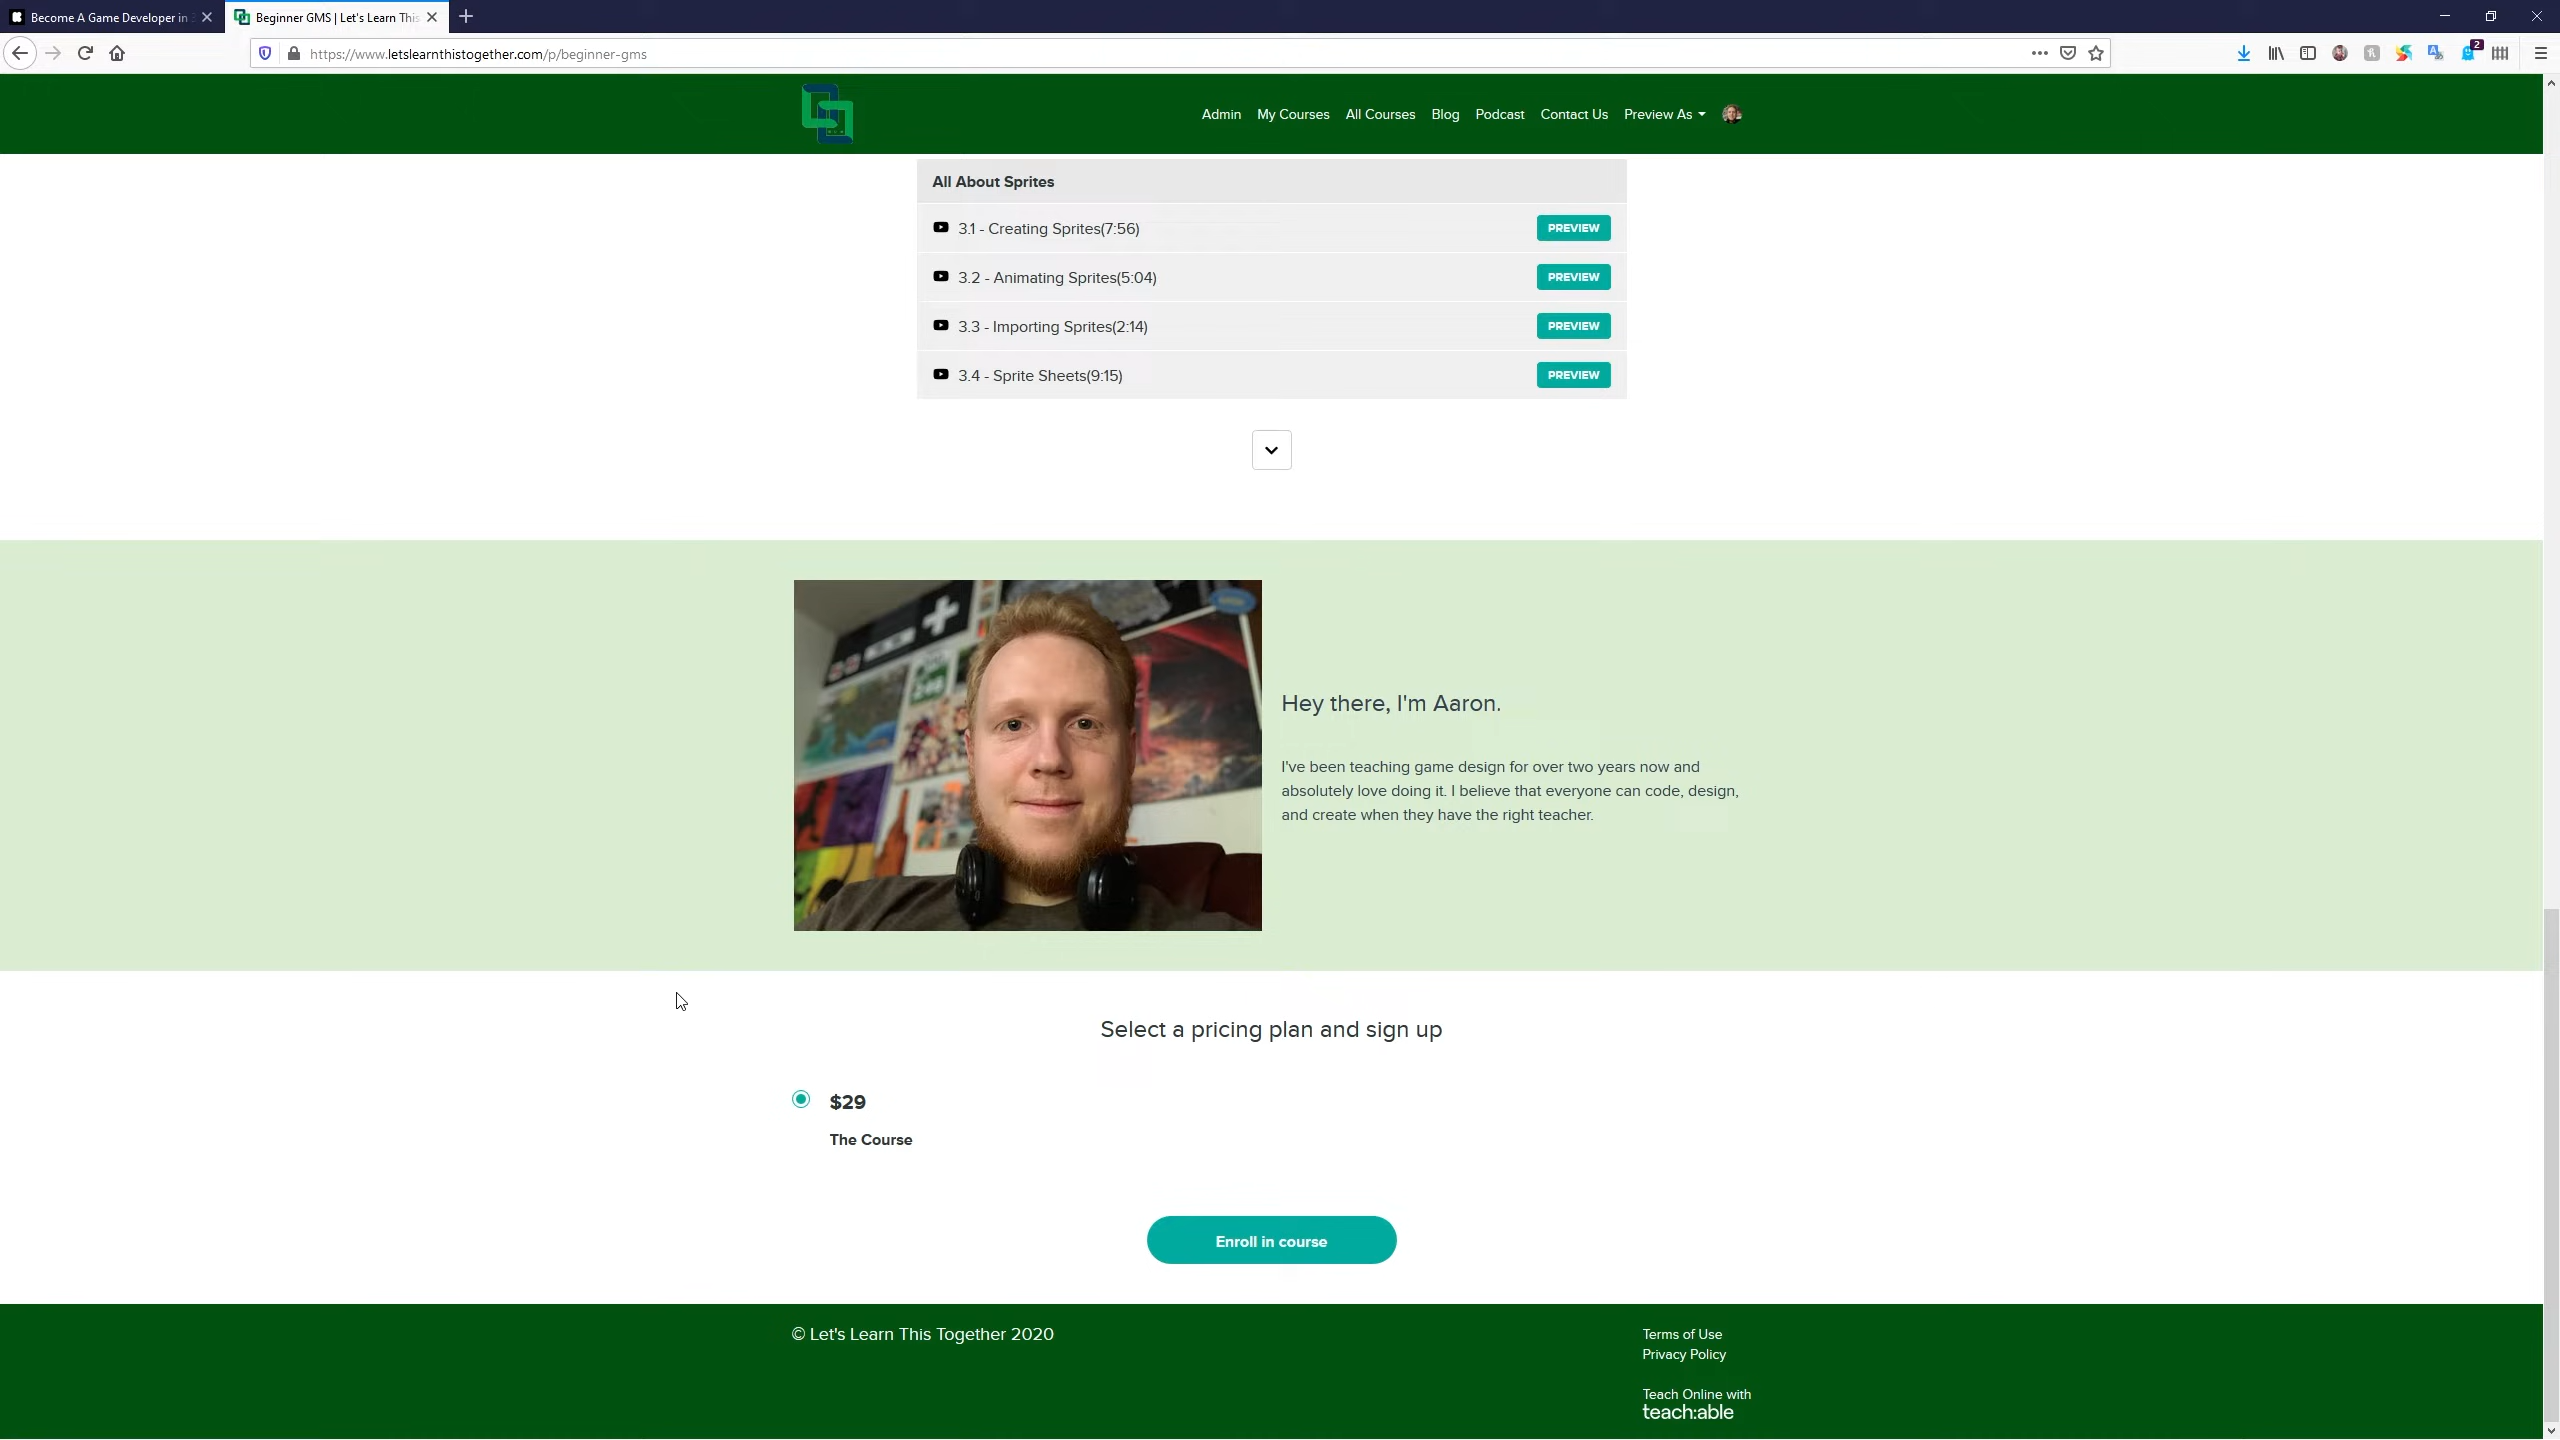 Become A Game Developer in
Beginner GMS | Let's Learn This
https://www.letslearnthistogether.com/p/beginner-gms
2
Admin My Courses All Courses Blog Podcast Contact Us Preview As
All About Sprites
3.1 - Creating Sprites(7:56) PREVIEW
3.2 - Animating Sprites(5:04) PREVIEW
3.3 - Importing Sprites(2:14) PREVIEW
3.4 - Sprite Sheets(9:15) PREVIEW
Hey there, I'm Aaron.
I've been teaching game design for over two years now and
absolutely love doing it. I believe that everyone can code, design,
and create when they have the right teacher.
Select a pricing plan and sign up
$29
The Course
Enroll in course
© Let's Learn This Together 2020
Terms of Use
Privacy Policy
Teach Online with
teach:able